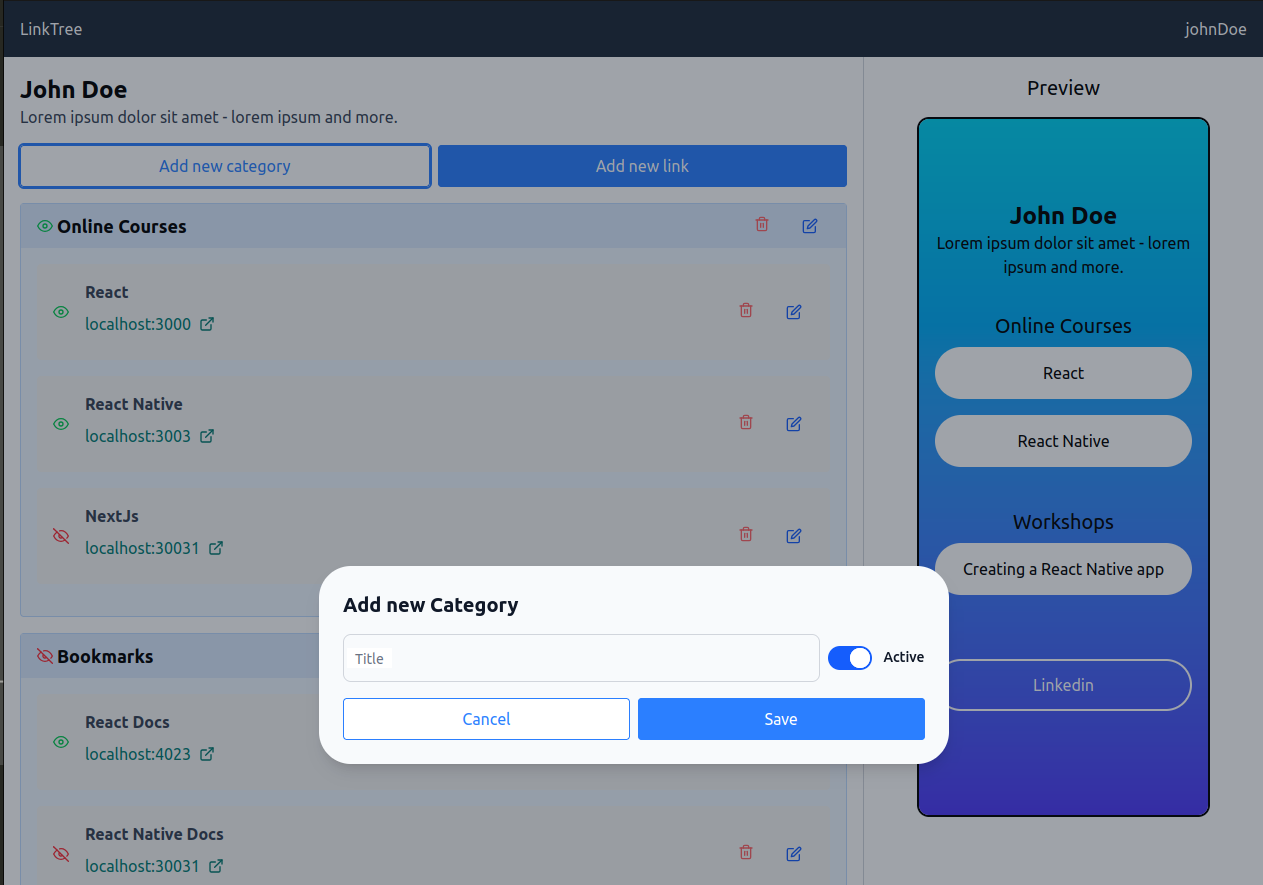 LinkTree
johnDoe
John Doe
Lorem ipsum dolor sit amet - lorem ipsum and more.
Add new category
Add new link
Online Courses
React
localhost:3000
React Native
localhost:3003
NextJs
localhost:30031
Bookmarks
React Docs
localhost:4023
React Native Docs
localhost:30031
Add new Category
Title
Active
Cancel
Save
Preview
John Doe
Lorem ipsum dolor sit amet - lorem
ipsum and more.
Online Courses
React
React Native
Workshops
Creating a React Native app
Linkedin